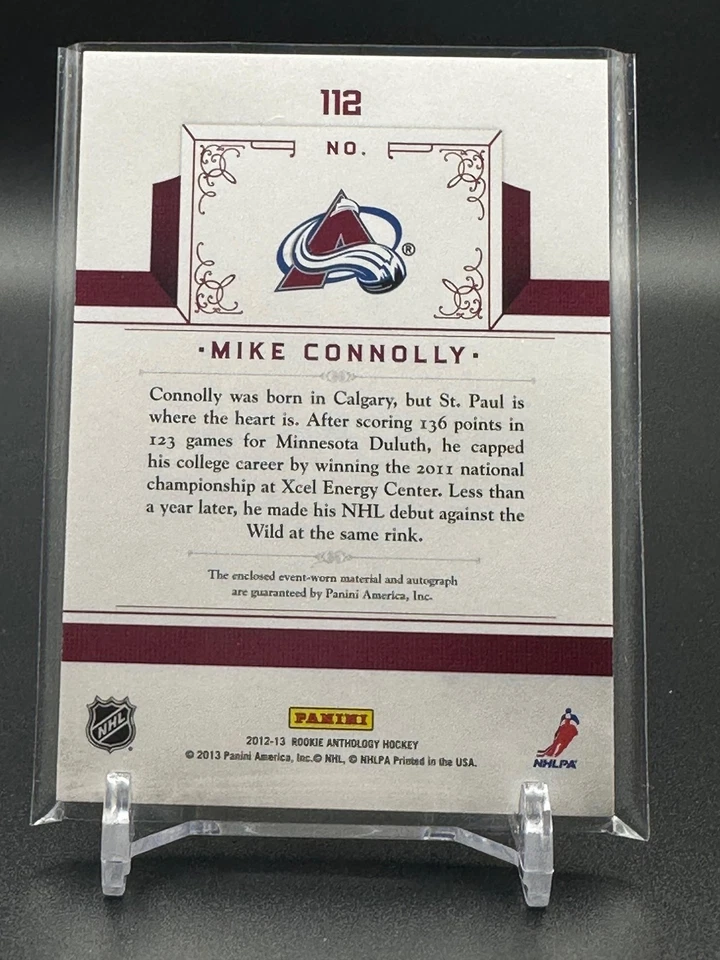 112
NO.
A ®
·MIKE CONNOLLY·
Connolly was born in Calgary, but St. Paul is
where the heart is. After scoring 136 points in
123 games for Minnesota Duluth, he capped
his college career by winning the 2011 national
championship at Xcel Energy Center. Less than
a year later, he made his NHL debut against the
Wild at the same rink.
The enclosed event-worn material and autograph
are guaranteed by Panini America, Inc.
NHL
PANINI
NHLPA
2012-13 ROOKIE ANTHOLOGY HOCKEY
© 2013 Panini America, Inc.© NHL, © NHLPA Printed in the USA.